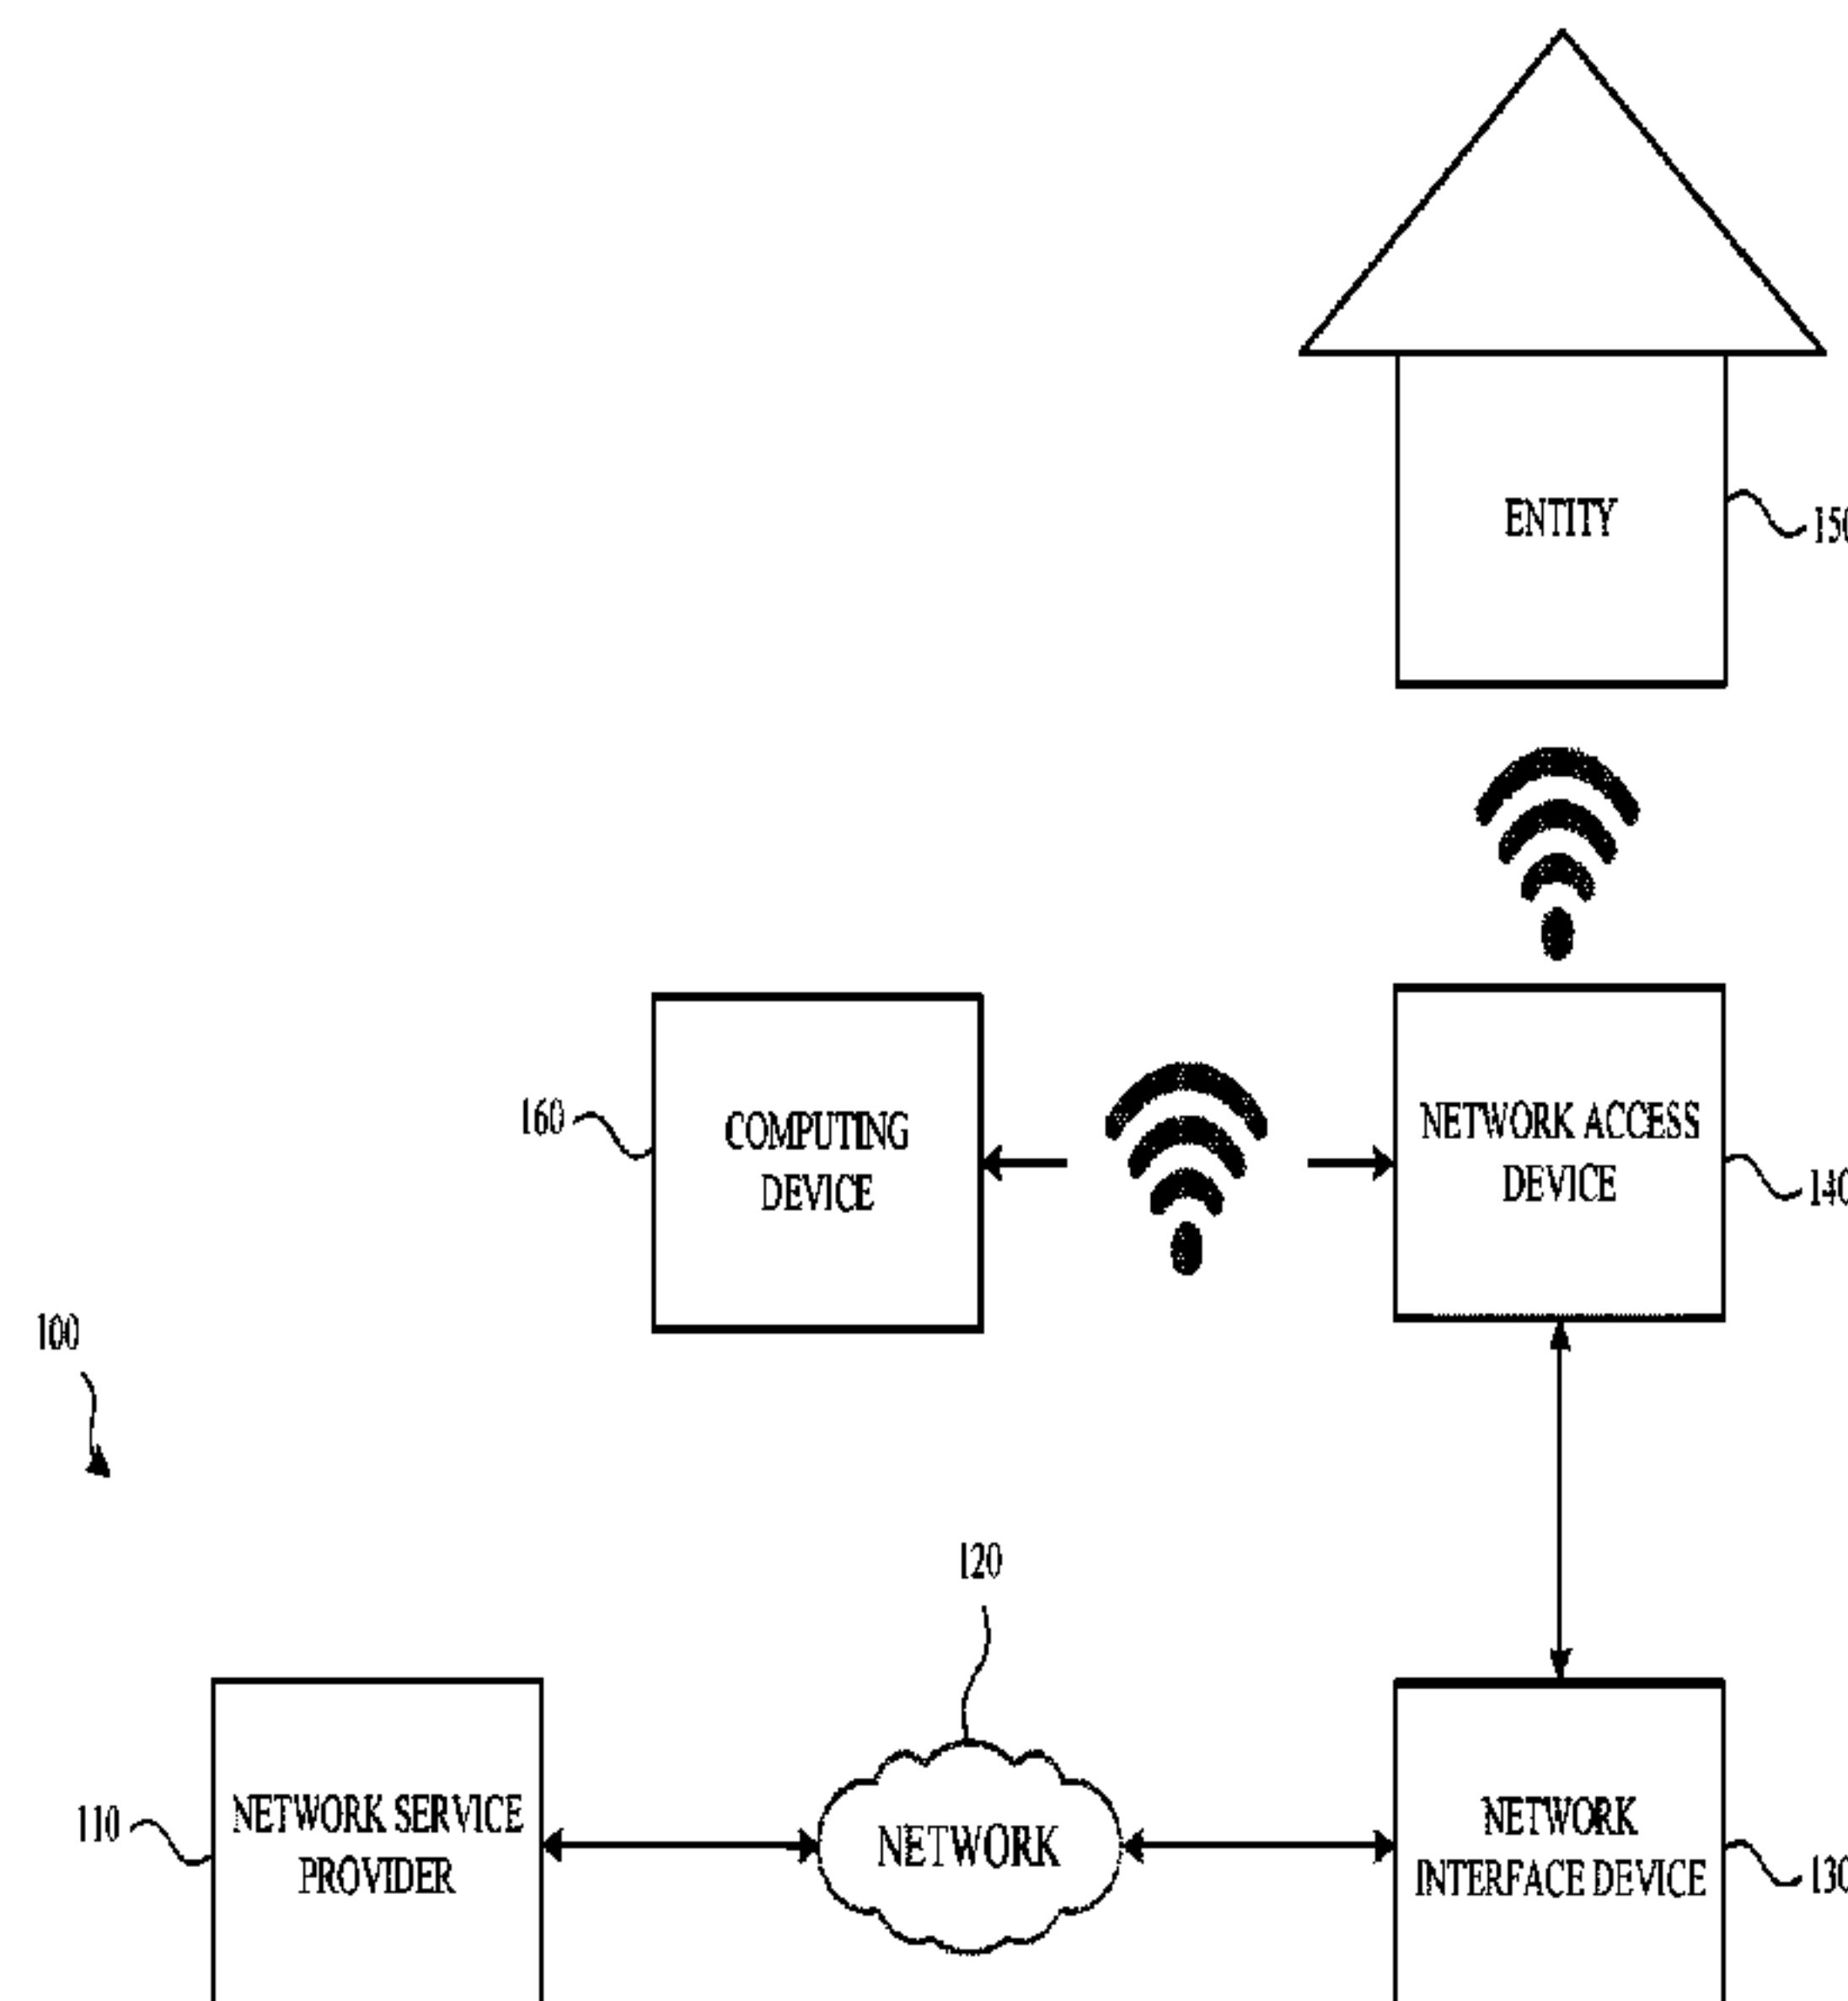 ENTITY
150
160
COMPUTING
DEVICE
NETWORK ACCESS
DEVICE
140
100
120
110
NETWORK SERVICE
PROVIDER
NETWORK
NETWORK
INTERFACE DEVICE
130